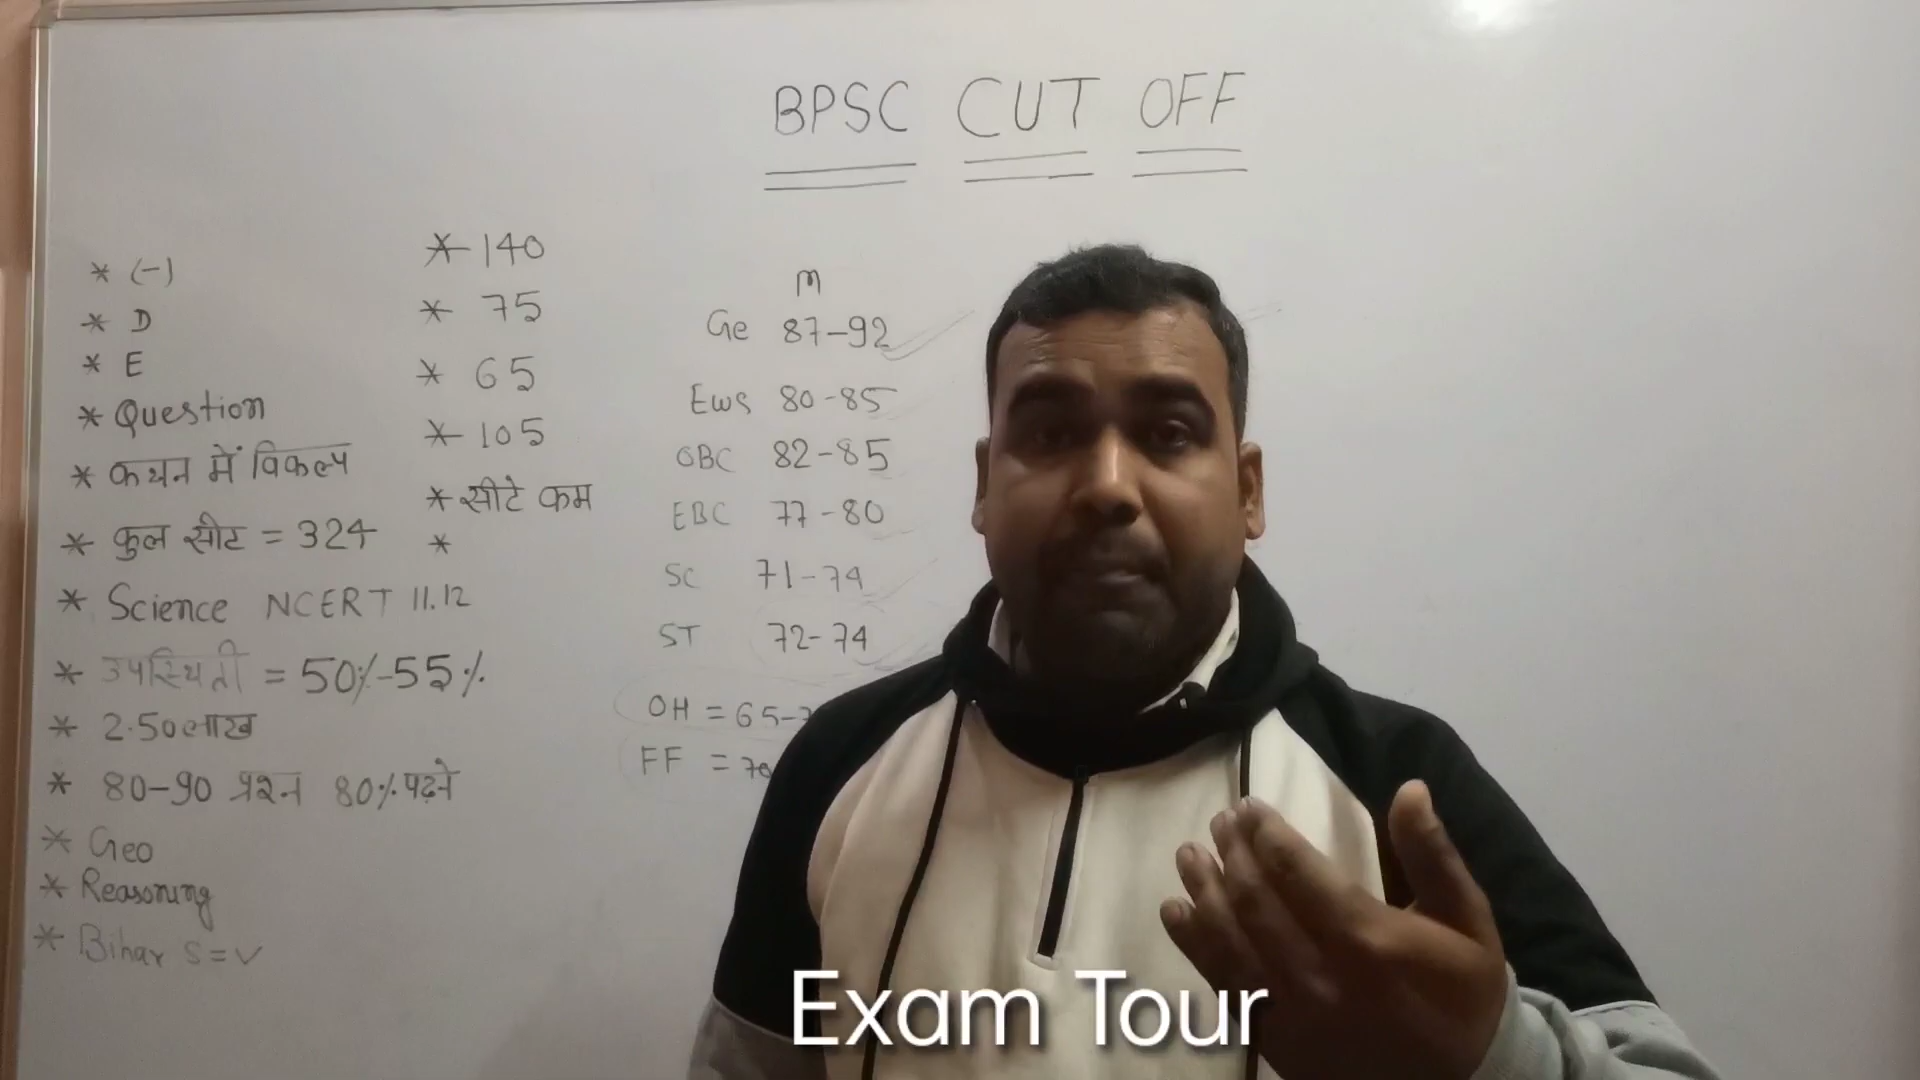 BPSC CUT OFF
* (-)
* D
* E
* Question
* कथन में विकल्प
* कुल सीट = 324
* Science NCERT 11.12
* उपस्थिती = 50%-55%
* 2.50 लाख
* 80-90 प्रश्न 80% पढ़ने
* Geo
* Reasoning
* Bihar S = ✓
* 140
* 75
* 65
* 105
* सीटे कम
*
M
Ge 87-92
Ews 80-85
OBC 82-85
EBC 77-80
SC 71-74
ST 72-74
OH = 65-
FF = 70
Exam Tour